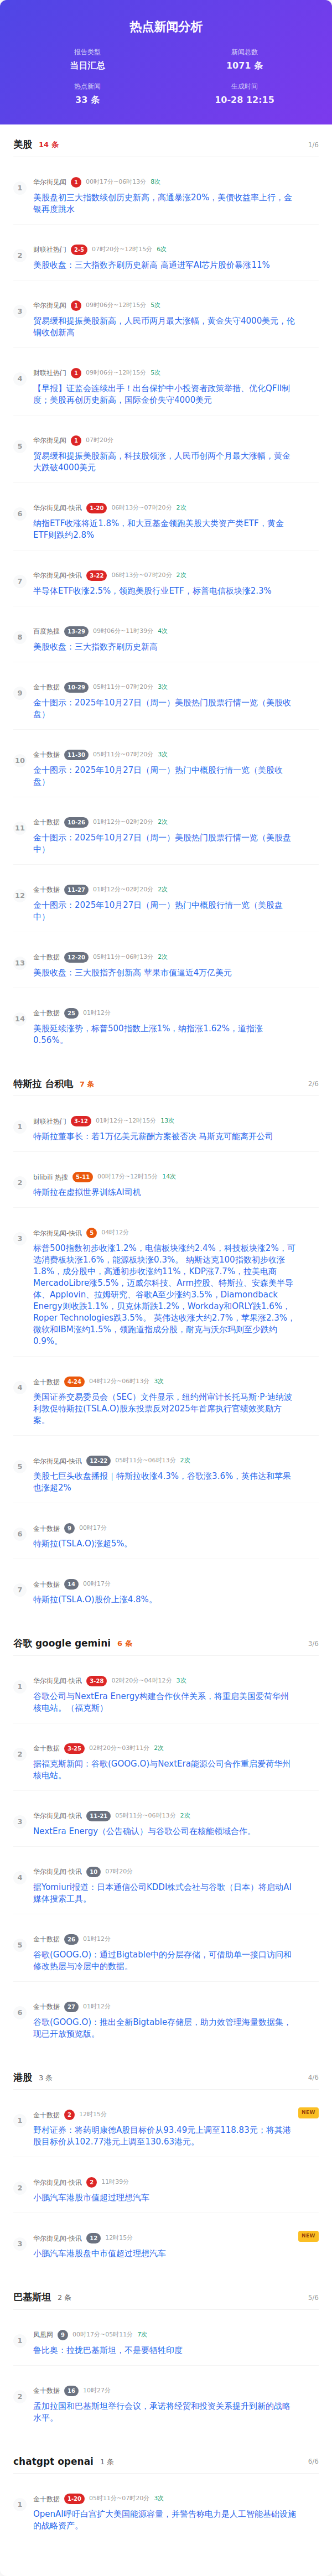 热点新闻分析
报告类型
新闻总数
当日汇总
1071 条
热点新闻
生成时间
33 条
10-28 12:15
美股 14 条 1/6
1
华尔街见闻 1 00时17分~06时13分 8次
美股盘初三大指数续创历史新高，高通暴涨20%，美债收益率上行，金
银再度跳水
2
财联社热门 2-5 07时20分~12时15分 6次
美股收盘：三大指数齐刷历史新高 高通进军AI芯片股价暴涨11%
3
华尔街见闻 1 09时06分~12时15分 5次
贸易缓和提振美股新高，人民币两月最大涨幅，黄金失守4000美元，伦
铜收创新高
4
财联社热门 1 09时06分~12时15分 5次
【早报】证监会连续出手！出台保护中小投资者政策举措、优化QFII制
度；美股再创历史新高，国际金价失守4000美元
5
华尔街见闻 1 07时20分
贸易缓和提振美股新高，科技股领涨，人民币创两个月最大涨幅，黄金
大跌破4000美元
6
华尔街见闻-快讯 1-20 06时13分~07时20分 2次
纳指ETF收涨将近1.8%，和大豆基金领跑美股大类资产类ETF，黄金
ETF则跌约2.8%
7
华尔街见闻-快讯 3-22 06时13分~07时20分 2次
半导体ETF收涨2.5%，领跑美股行业ETF，标普电信板块涨2.3%
8
百度热搜 13-29 09时06分~11时39分 4次
美股收盘：三大指数齐刷历史新高
9
金十数据 10-29 05时11分~07时20分 3次
金十图示：2025年10月27日（周一）美股热门股票行情一览（美股收
盘）
10
金十数据 11-30 05时11分~07时20分 3次
金十图示：2025年10月27日（周一）热门中概股行情一览（美股收
盘）
11
金十数据 10-26 01时12分~02时20分 2次
金十图示：2025年10月27日（周一）美股热门股票行情一览（美股盘
中）
12
金十数据 11-27 01时12分~02时20分 2次
金十图示：2025年10月27日（周一）热门中概股行情一览（美股盘
中）
13
金十数据 12-20 05时11分~06时13分 2次
美股收盘：三大股指齐创新高 苹果市值逼近4万亿美元
14
金十数据 25 01时12分
美股延续涨势，标普500指数上涨1%，纳指涨1.62%，道指涨
0.56%。
特斯拉 台积电 7 条 2/6
1
财联社热门 3-12 01时12分~12时15分 13次
特斯拉董事长：若1万亿美元薪酬方案被否决 马斯克可能离开公司
2
bilibili 热搜 5-11 00时17分~12时15分 14次
特斯拉在虚拟世界训练AI司机
3
华尔街见闻-快讯 5 04时12分
标普500指数初步收涨1.2%，电信板块涨约2.4%，科技板块涨2%，可
选消费板块涨1.6%，能源板块涨0.3%。 纳斯达克100指数初步收涨
1.8%，成分股中，高通初步收涨约11%，KDP涨7.7%，拉美电商
MercadoLibre涨5.5%，迈威尔科技、Arm控股、特斯拉、安森美半导
体、Applovin、拉姆研究、谷歌A至少涨约3.5%，Diamondback
Energy则收跌1.1%，贝克休斯跌1.2%，Workday和ORLY跌1.6%，
Roper Technologies跌3.5%。 英伟达收涨大约2.7%，苹果涨2.3%，
微软和IBM涨约1.5%，领跑道指成分股，耐克与沃尔玛则至少跌约
0.9%。
4
金十数据 4-24 04时12分~06时13分 3次
美国证券交易委员会（SEC）文件显示，纽约州审计长托马斯·P·迪纳波
利敦促特斯拉(TSLA.O)股东投票反对2025年首席执行官绩效奖励方
案。
5
华尔街见闻-快讯 12-22 05时11分~06时13分 2次
美股七巨头收盘播报｜特斯拉收涨4.3%，谷歌涨3.6%，英伟达和苹果
也涨超2%
6
金十数据 9 00时17分
特斯拉(TSLA.O)涨超5%。
7
金十数据 14 00时17分
特斯拉(TSLA.O)股价上涨4.8%。
谷歌 google gemini 6 条 3/6
1
华尔街见闻-快讯 3-28 02时20分~04时12分 3次
谷歌公司与NextEra Energy构建合作伙伴关系，将重启美国爱荷华州
核电站。（福克斯）
2
金十数据 3-25 02时20分~03时11分 2次
据福克斯新闻：谷歌(GOOG.O)与NextEra能源公司合作重启爱荷华州
核电站。
3
华尔街见闻-快讯 11-21 05时11分~06时13分 2次
NextEra Energy（公告确认）与谷歌公司在核能领域合作。
4
华尔街见闻-快讯 10 07时20分
据Yomiuri报道：日本通信公司KDDI株式会社与谷歌（日本）将启动AI
媒体搜索工具。
5
金十数据 26 01时12分
谷歌(GOOG.O)：通过Bigtable中的分层存储，可借助单一接口访问和
修改热层与冷层中的数据。
6
金十数据 27 01时12分
谷歌(GOOG.O)：推出全新Bigtable存储层，助力高效管理海量数据集，
现已开放预览版。
港股 3 条 4/6
1
金十数据 2 12时15分 NEW
野村证券：将药明康德A股目标价从93.49元上调至118.83元；将其港
股目标价从102.77港元上调至130.63港元。
2
华尔街见闻-快讯 2 11时39分
小鹏汽车港股市值超过理想汽车
3
华尔街见闻-快讯 12 12时15分 NEW
小鹏汽车港股盘中市值超过理想汽车
巴基斯坦 2 条 5/6
1
凤凰网 9 00时17分~05时11分 7次
鲁比奥：拉拢巴基斯坦，不是要牺牲印度
2
金十数据 16 10时27分
孟加拉国和巴基斯坦举行会议，承诺将经贸和投资关系提升到新的战略
水平。
chatgpt openai 1 条 6/6
1
金十数据 1-20 05时11分~07时20分 3次
OpenAI呼吁白宫扩大美国能源容量，并警告称电力是人工智能基础设施
的战略资产。